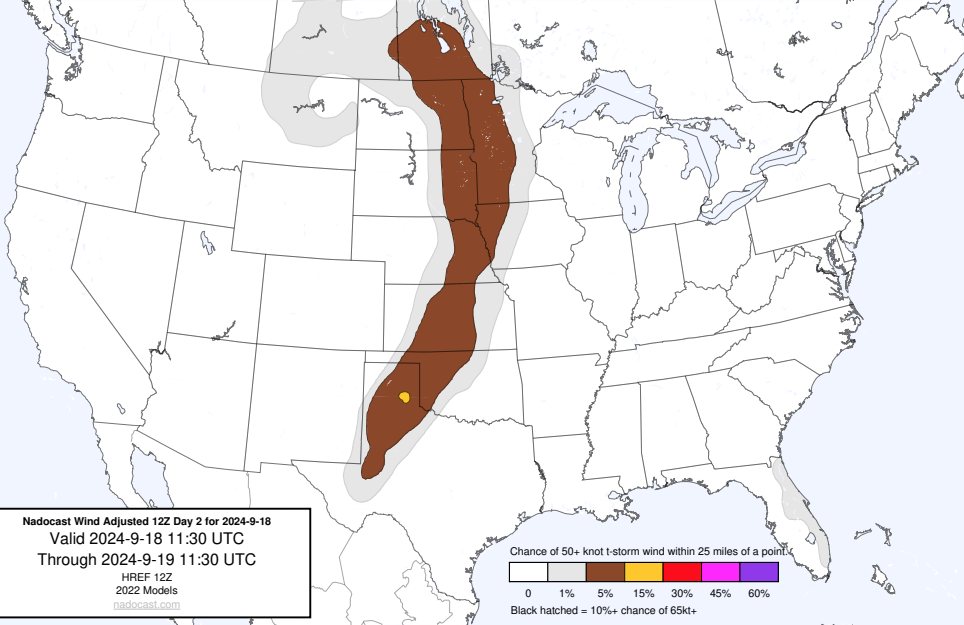 Nadocast Wind Adjusted 12Z Day 2 for 2024-9-18
Valid 2024-9-18 11:30 UTC
Through 2024-9-19 11:30 UTC
HREF 12Z
2022 Models
nadocast.com
Chance of 50+ knot t-storm wind within 25 miles of a point.
0 1% 5% 15% 30% 45% 60%
Black hatched = 10%+ chance of 65kt+